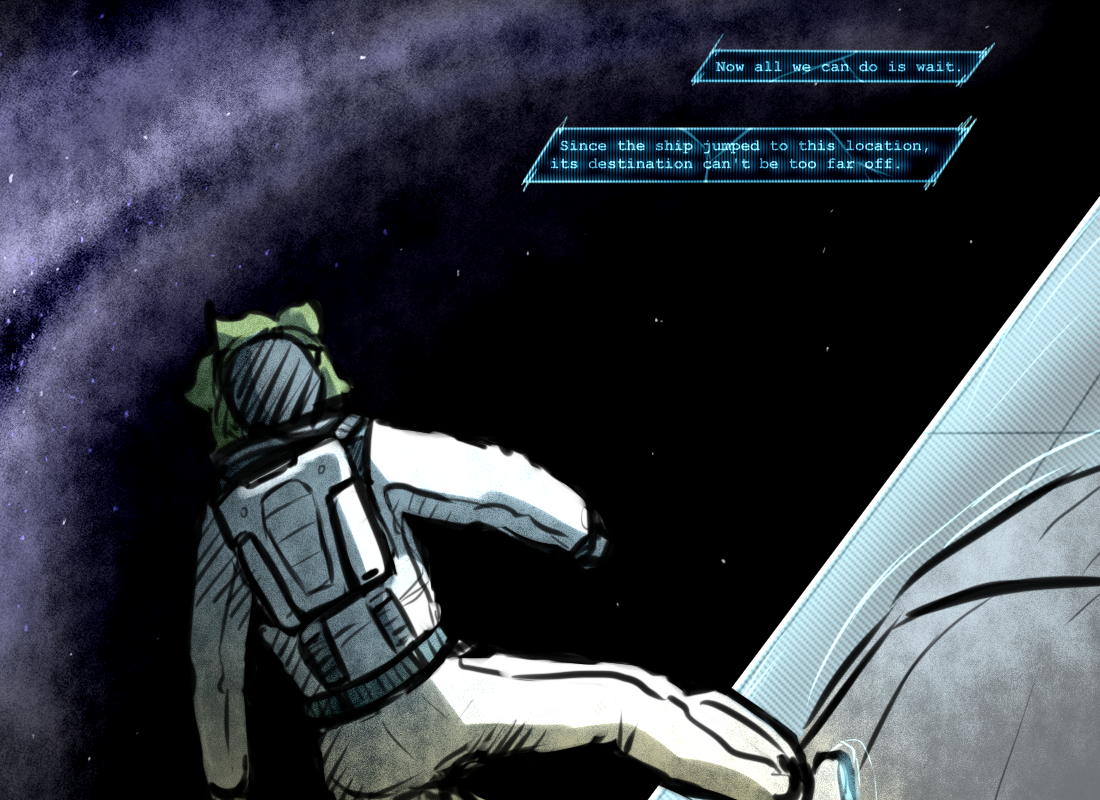 Now all we can do is wait.
Since the ship jumped to this location,
its destination can't be too far off.